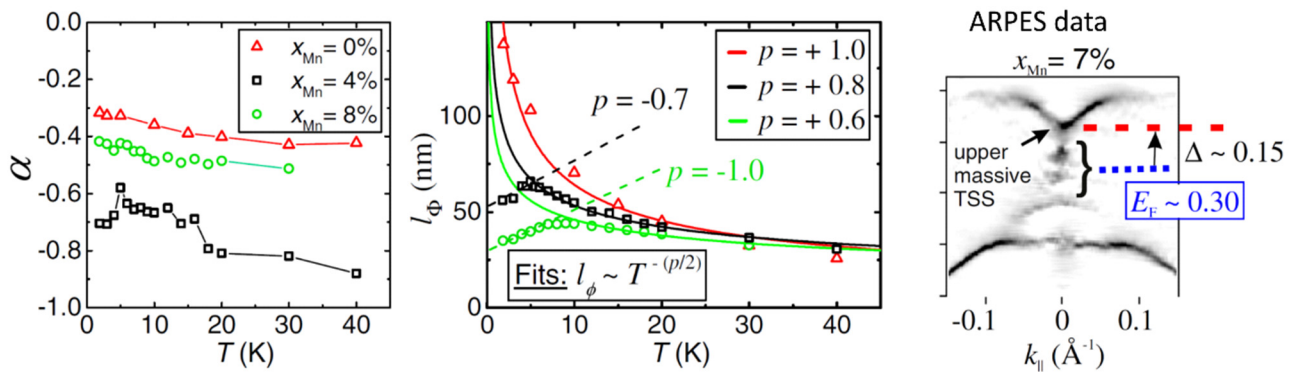 0.0
-0.2
-0.4
-0.6
-0.8
-1.0
α
xMn= 0%
xMn= 4%
xMn= 8%
0 10 20 30 40
T (K)
100
50
0
lΦ (nm)
p = + 1.0
p = + 0.8
p = + 0.6
p = -0.7
p = -1.0
Fits: lϕ ~ T -(p/2)
0 10 20 30 40
T (K)
ARPES data
xMn= 7%
upper
massive
TSS
}
Δ ~ 0.15
EF ~ 0.30
-0.1 0 0.1
k|| (Å-1)